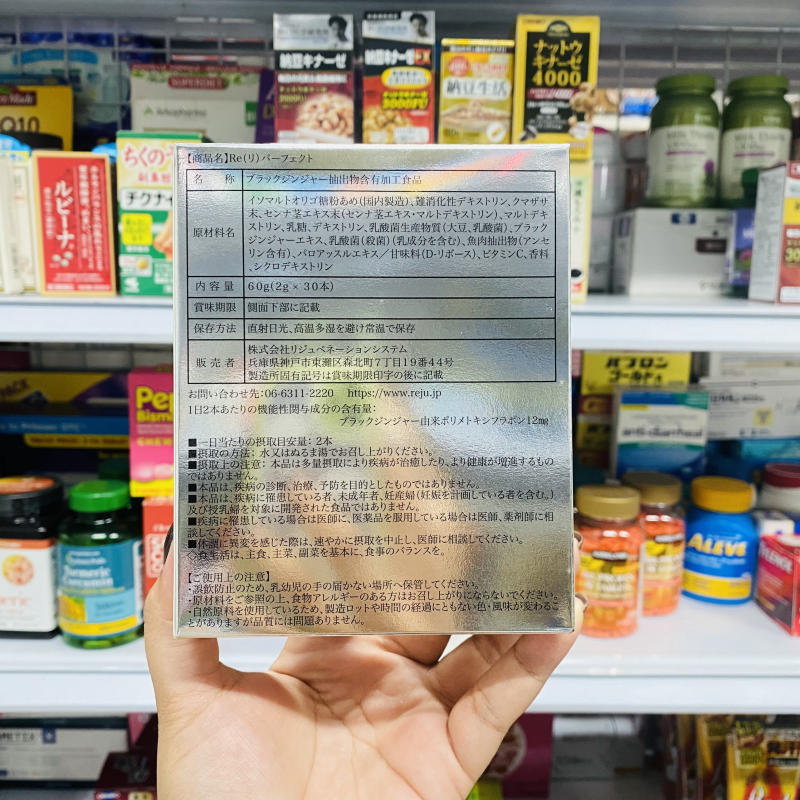 納豆キナーゼ
納豆キナーゼEX
納豆生活
ナットウ
キナーゼ
4000
【商品名】Re(リ)パーフェクト
名 称 ブラックジンジャー抽出物含有加工食品
原材料名 イソマルトオリゴ糖粉あめ(国内製造)、難消化性デキストリン、クマザサ
末、センナ茎エキス末(センナ茎エキス・マルトデキストリン)、マルトデキ
ストリン、乳糖、デキストリン、乳酸菌生産物質(大豆、乳酸菌)、ブラック
ジンジャーエキス、乳酸菌(殺菌)(乳成分を含む)、魚肉抽出物(アンセ
リン含有)、バロアッスルエキス/甘味料(D-リボース)、ビタミンC、香料
、シクロデキストリン
内 容 量 60g(2g×30本)
賞味期限 側面下部に記載
保存方法 直射日光、高温多湿を避け常温で保存
販 売 者 株式会社リジュベネーションシステム
兵庫県神戸市東灘区森北町7丁目19番44号
製造所固有記号は賞味期限印字の後に記載
お問い合わせ先:06-6311-2220 https://www.reju.jp
1日2本あたりの機能性関与成分の含有量:
ブラックジンジャー由来ポリメトキシフラボン12mg
■一日当たりの摂取目安量:2本
■摂取の方法:水又はぬるま湯でお召し上がりください。
■摂取上の注意:本品は多量摂取により疾病が治癒したり、より健康が増進するもの
ではありません。
■本品は、疾病の診断、治療、予防を目的としたものではありません。
■本品は、疾病に罹患している者、未成年者、妊産婦(妊娠を計画している者を含む。)
及び授乳婦を対象に開発された食品ではありません。
■疾病に罹患している場合は医師に、医薬品を服用している場合は医師、薬剤師に相
談してください。
■体調に異変を感じた際は、速やかに摂取を中止し、医師に相談してください。
◇食生活は、主食、主菜、副菜を基本に、食事のバランスを。
【ご使用上の注意】
・誤飲防止のため、乳幼児の手の届かない場所へ保管してください。
・原材料をご参照の上、食物アレルギーのある方はお召し上がりにならないでください。
・自然原料を使用しているため、製造ロットや時間の経過にともない色・風味が変わるこ
とがありますが品質には問題ありません。
ルビーナ
チクナイ
Turmeric
Curcumin
anti-diarrheal
ALEVE